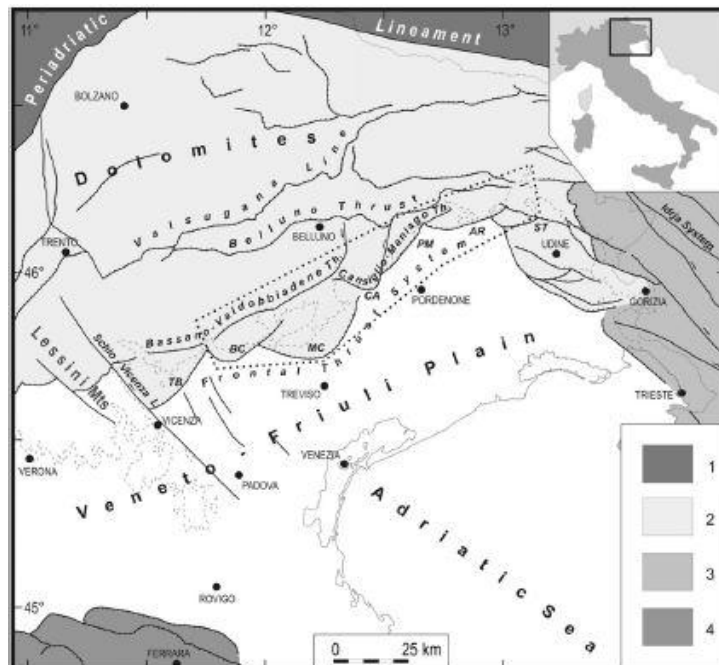 11°
12
13
Periadriatic
Lineament
BOLZANO
Dolomites
Valsugana Line
Belluno Thrust
BELLUNO
TRENTO
46°
Bassano Valdobbiadene Th.
Cansiglio Maniago Th.
PM
AR
ST
UDINE
Idrija System
CA
PORDENONE
GORIZIA
Frontal Thrust System
BC
MC
TB
Schio Vicenza L.
Lessini Mts
TREVISO
VICENZA
TRIESTE
VERONA
Veneto - Friuli Plain
VENEZIA
PADOVA
Adriatic Sea
ROVIGO
45°
FERRARA
0 25 km
1
2
3
4